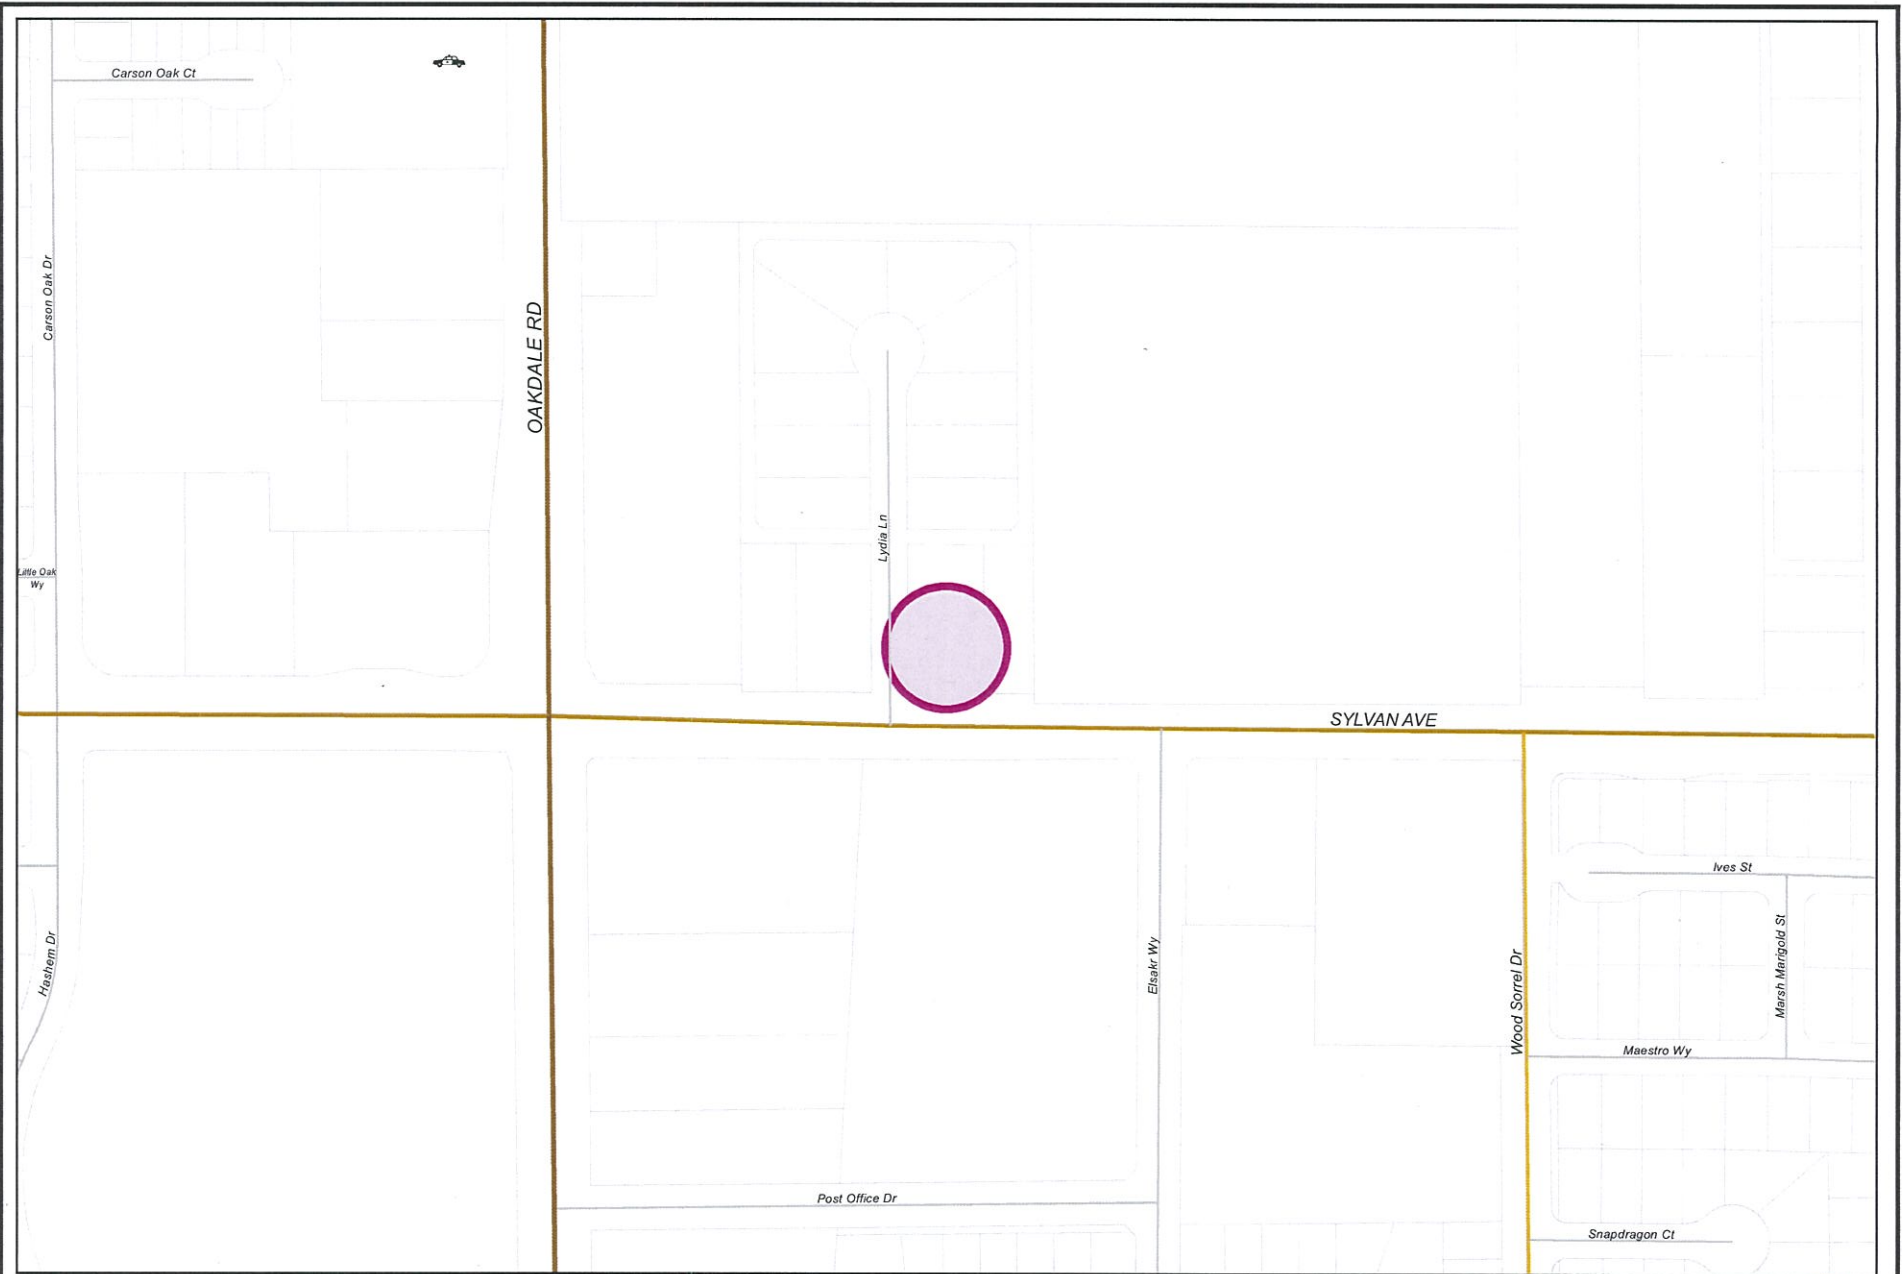 Carson Oak Ct
Carson Oak Dr
OAKDALE RD
Lydia Ln
Little Oak
Wy
SYLVAN AVE
Ives St
Hashem Dr
Elsakr Wy
Wood Sorrel Dr
Marsh Marigold St
Maestro Wy
Post Office Dr
Snapdragon Ct